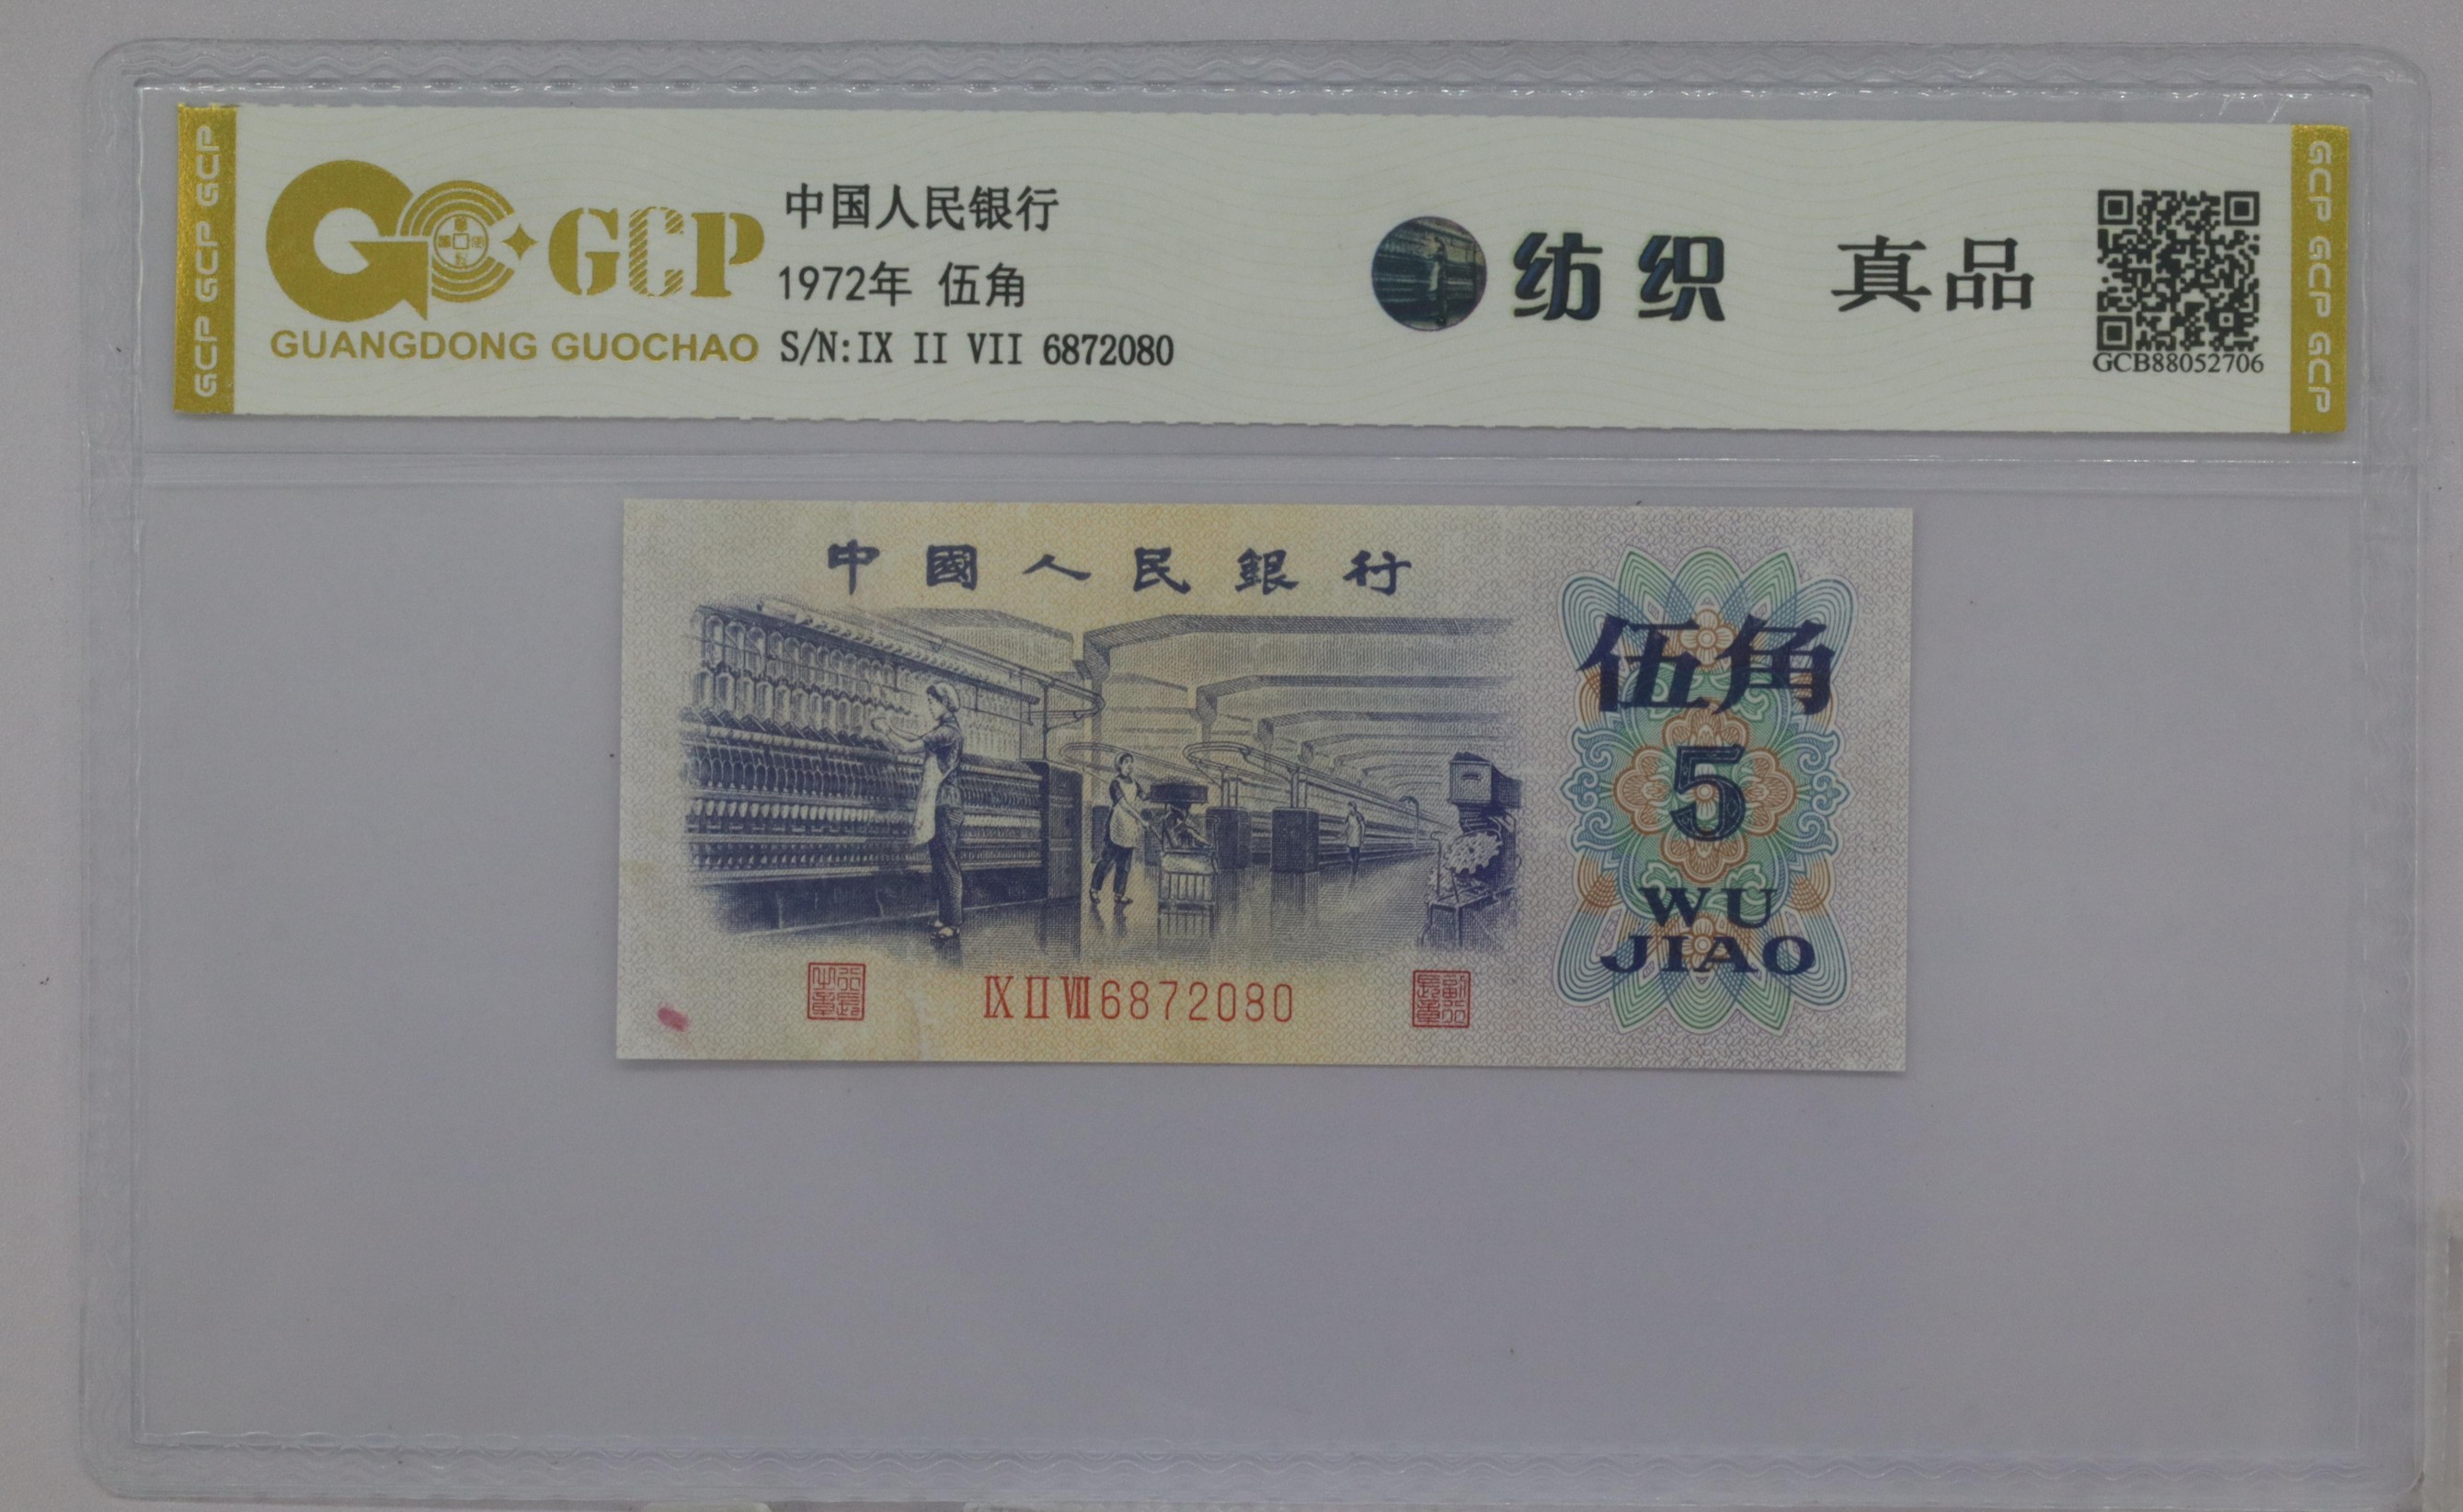 GCP GCP GCP
GCP
GUANGDONG GUOCHAO
中国人民银行
1972年 伍角
S/N:IX II VII 6872080
纺织 真品
GCB88052706
GCP GCP GCP
中國人民銀行
伍角
5
WU
JIAO
IX II VII 6872080